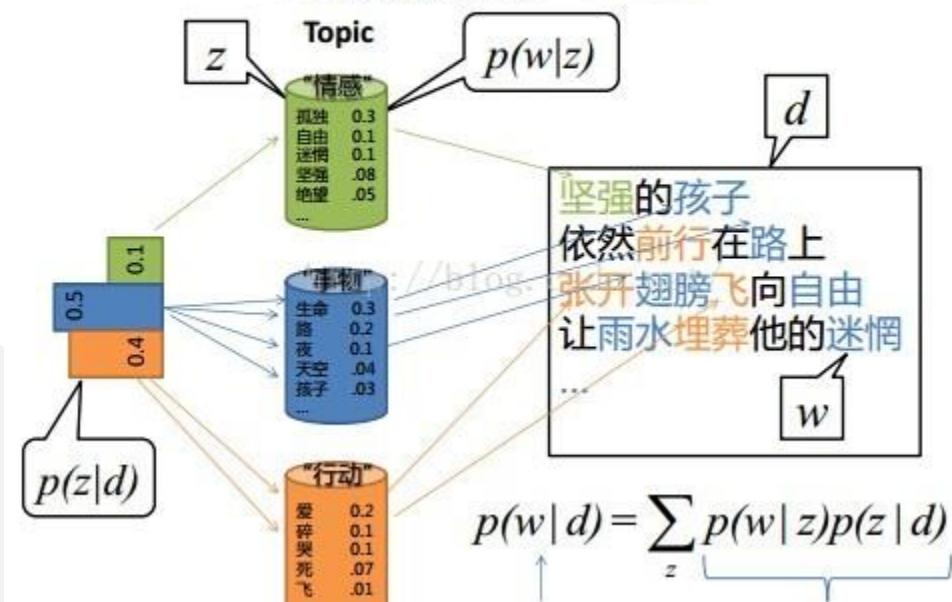 Topic
z
p(w|z)
"情感"
孤独 0.3
自由 0.1
迷惘 0.1
坚强 .08
绝望 .05
...
d
坚强的孩子
依然前行在路上
张开翅膀飞向自由
让雨水埋葬他的迷惘
...
w
0.1
0.5
0.4
p(z|d)
"事物"
://blog.
生命 0.3
路 0.2
夜 0.1
天空 .04
孩子 .03
...
"行动"
爱 0.2
碎 0.1
哭 0.1
死 .07
飞 .01
p(w|d)=∑p(w|z)p(z|d)
z